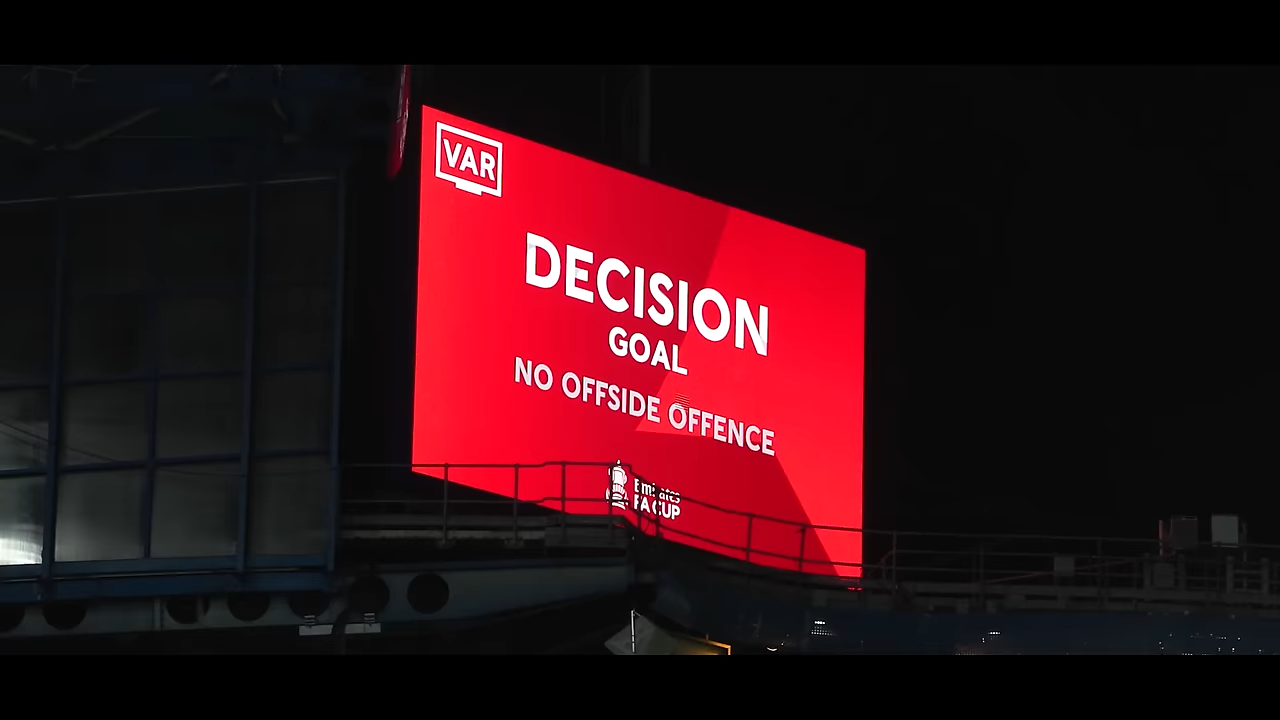 VAR
DECISION
GOAL
NO OFFSIDE OFFENCE
Emirates
FA CUP